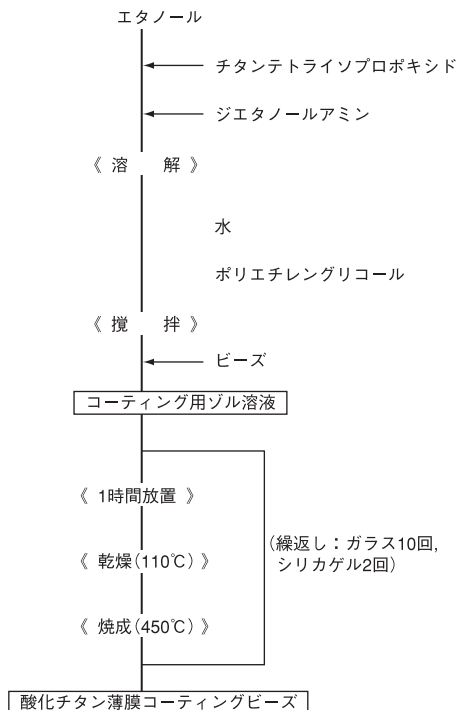 エタノール
チタンテトライソプロポキシド
ジエタノールアミン
《 溶　解 》
水
ポリエチレングリコール
《 撹　拌 》
ビーズ
コーティング用ゾル溶液
《 1時間放置 》
(繰返し：ガラス10回,
シリカゲル2回)
《 乾燥(110℃) 》
《 焼成(450℃) 》
酸化チタン薄膜コーティングビーズ